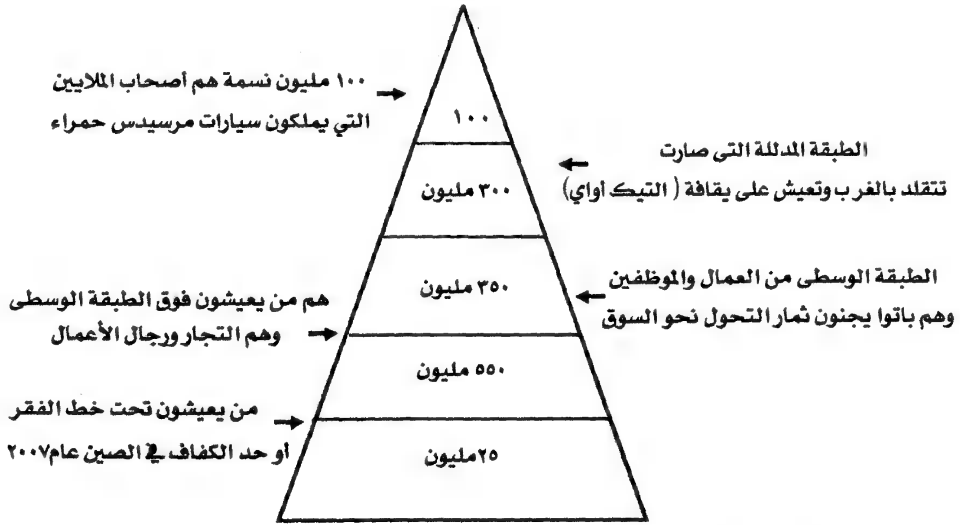 ١٠٠ مليون نسمة هم أصحاب الملايين
التي يملكون سيارات مرسيدس حمراء
١٠٠
الطبقة المدللة التى صارت
تتقلد بالغرب وتعيش على يقافة ( التيك أواي)
٣٠٠ مليون
الطبقة الوسطى من العمال والموظفين
وهم باتوا يجنون ثمار التحول نحو السوق
٣٥٠ مليون
هم من يعيشون فوق الطبقة الوسطى
وهم التجار ورجال الأعمال
٥٥٠ مليون
من يعيشون تحت خط الفقر
أو حد الكفاف في الصين عام٢٠٠٧
٢٥مليون